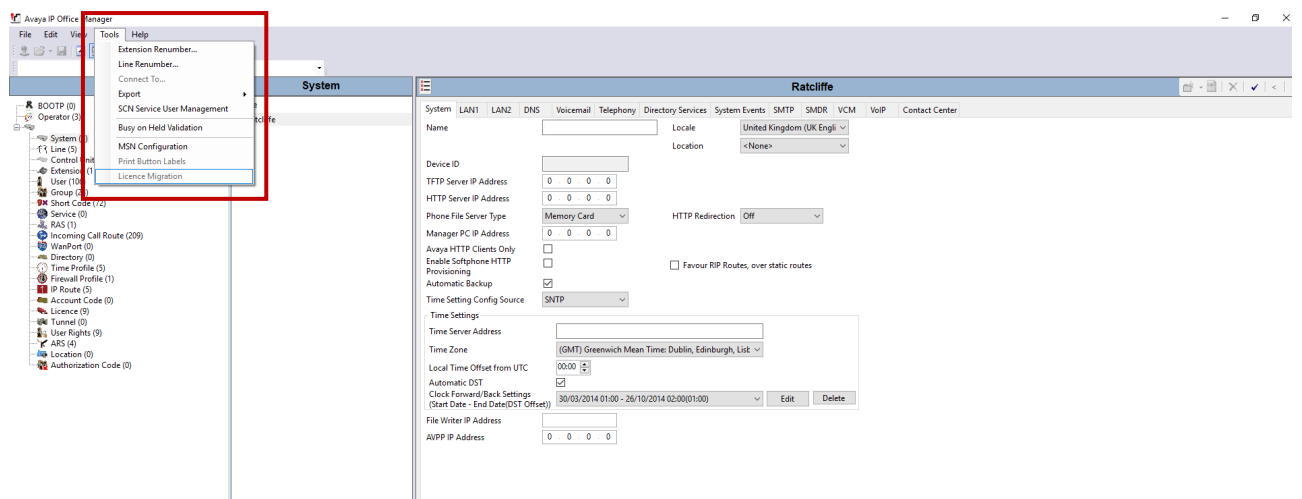 Avaya IP Office Manager
File Edit View Tools Help
Extension Renumber...
Line Renumber...
Connect To...
Export
SCN Service User Management
Busy on Held Validation
MSN Configuration
Print Button Labels
Licence Migration
System
Ratcliffe
BOOTP (0)
Operator (3)
System
Line (5)
Control Unit
Extension
User
Group
Short Code (72)
Service (0)
RAS (1)
Incoming Call Route (209)
WanPort (0)
Directory (0)
Time Profile (5)
Firewall Profile (1)
IP Route (5)
Account Code (0)
Licence (9)
Tunnel (0)
User Rights (9)
ARS (4)
Location (0)
Authorization Code (0)
System LAN1 LAN2 DNS Voicemail Telephony Directory Services System Events SMTP SMDR VCM VoIP Contact Center
Name Locale United Kingdom (UK Engli
Location <None>
Device ID
TFTP Server IP Address 0 . 0 . 0 . 0
HTTP Server IP Address 0 . 0 . 0 . 0
Phone File Server Type Memory Card HTTP Redirection Off
Manager PC IP Address 0 . 0 . 0 . 0
Avaya HTTP Clients Only
Enable Softphone HTTP
Provisioning
Favour RIP Routes, over static routes
Automatic Backup
Time Setting Config Source SNTP
Time Settings
Time Server Address
Time Zone (GMT) Greenwich Mean Time: Dublin, Edinburgh, List
Local Time Offset from UTC 00:00
Automatic DST
Clock Forward/Back Settings
(Start Date - End Date(DST Offset)) 30/03/2014 01:00 - 26/10/2014 02:00(01:00) Edit Delete
File Writer IP Address
AVPP IP Address 0 . 0 . 0 . 0